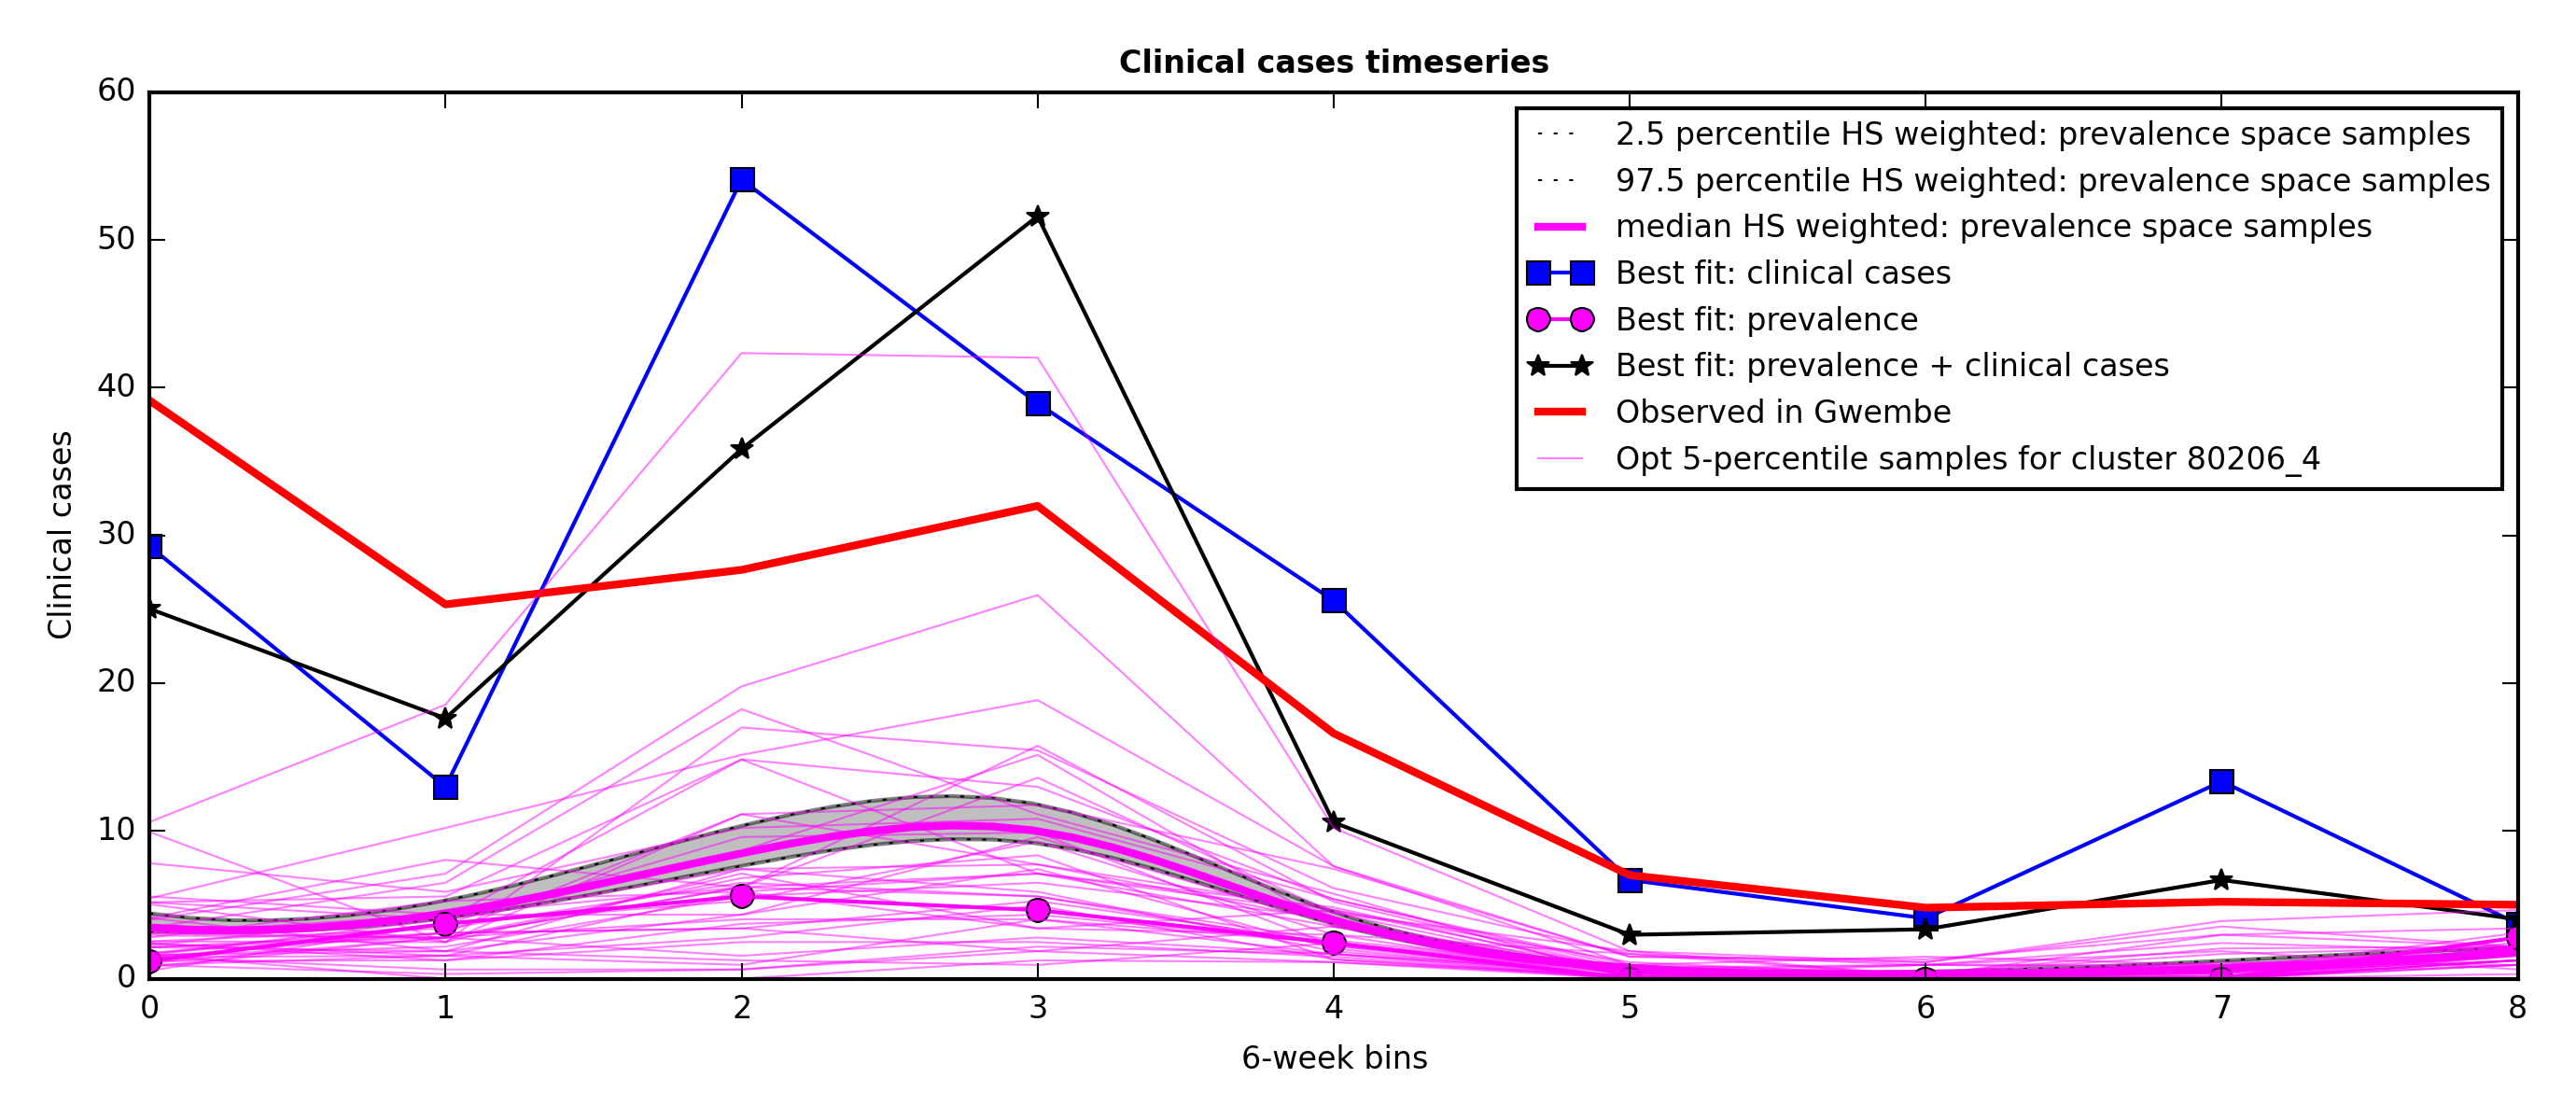 Clinical cases timeseries
60
50
40
30
20
10
0
Clinical cases
2.5 percentile HS weighted: prevalence space samples
97.5 percentile HS weighted: prevalence space samples
median HS weighted: prevalence space samples
Best fit: clinical cases
Best fit: prevalence
Best fit: prevalence + clinical cases
Observed in Gwembe
Opt 5-percentile samples for cluster 80206_4
0 1 2 3 4 5 6 7 8
6-week bins